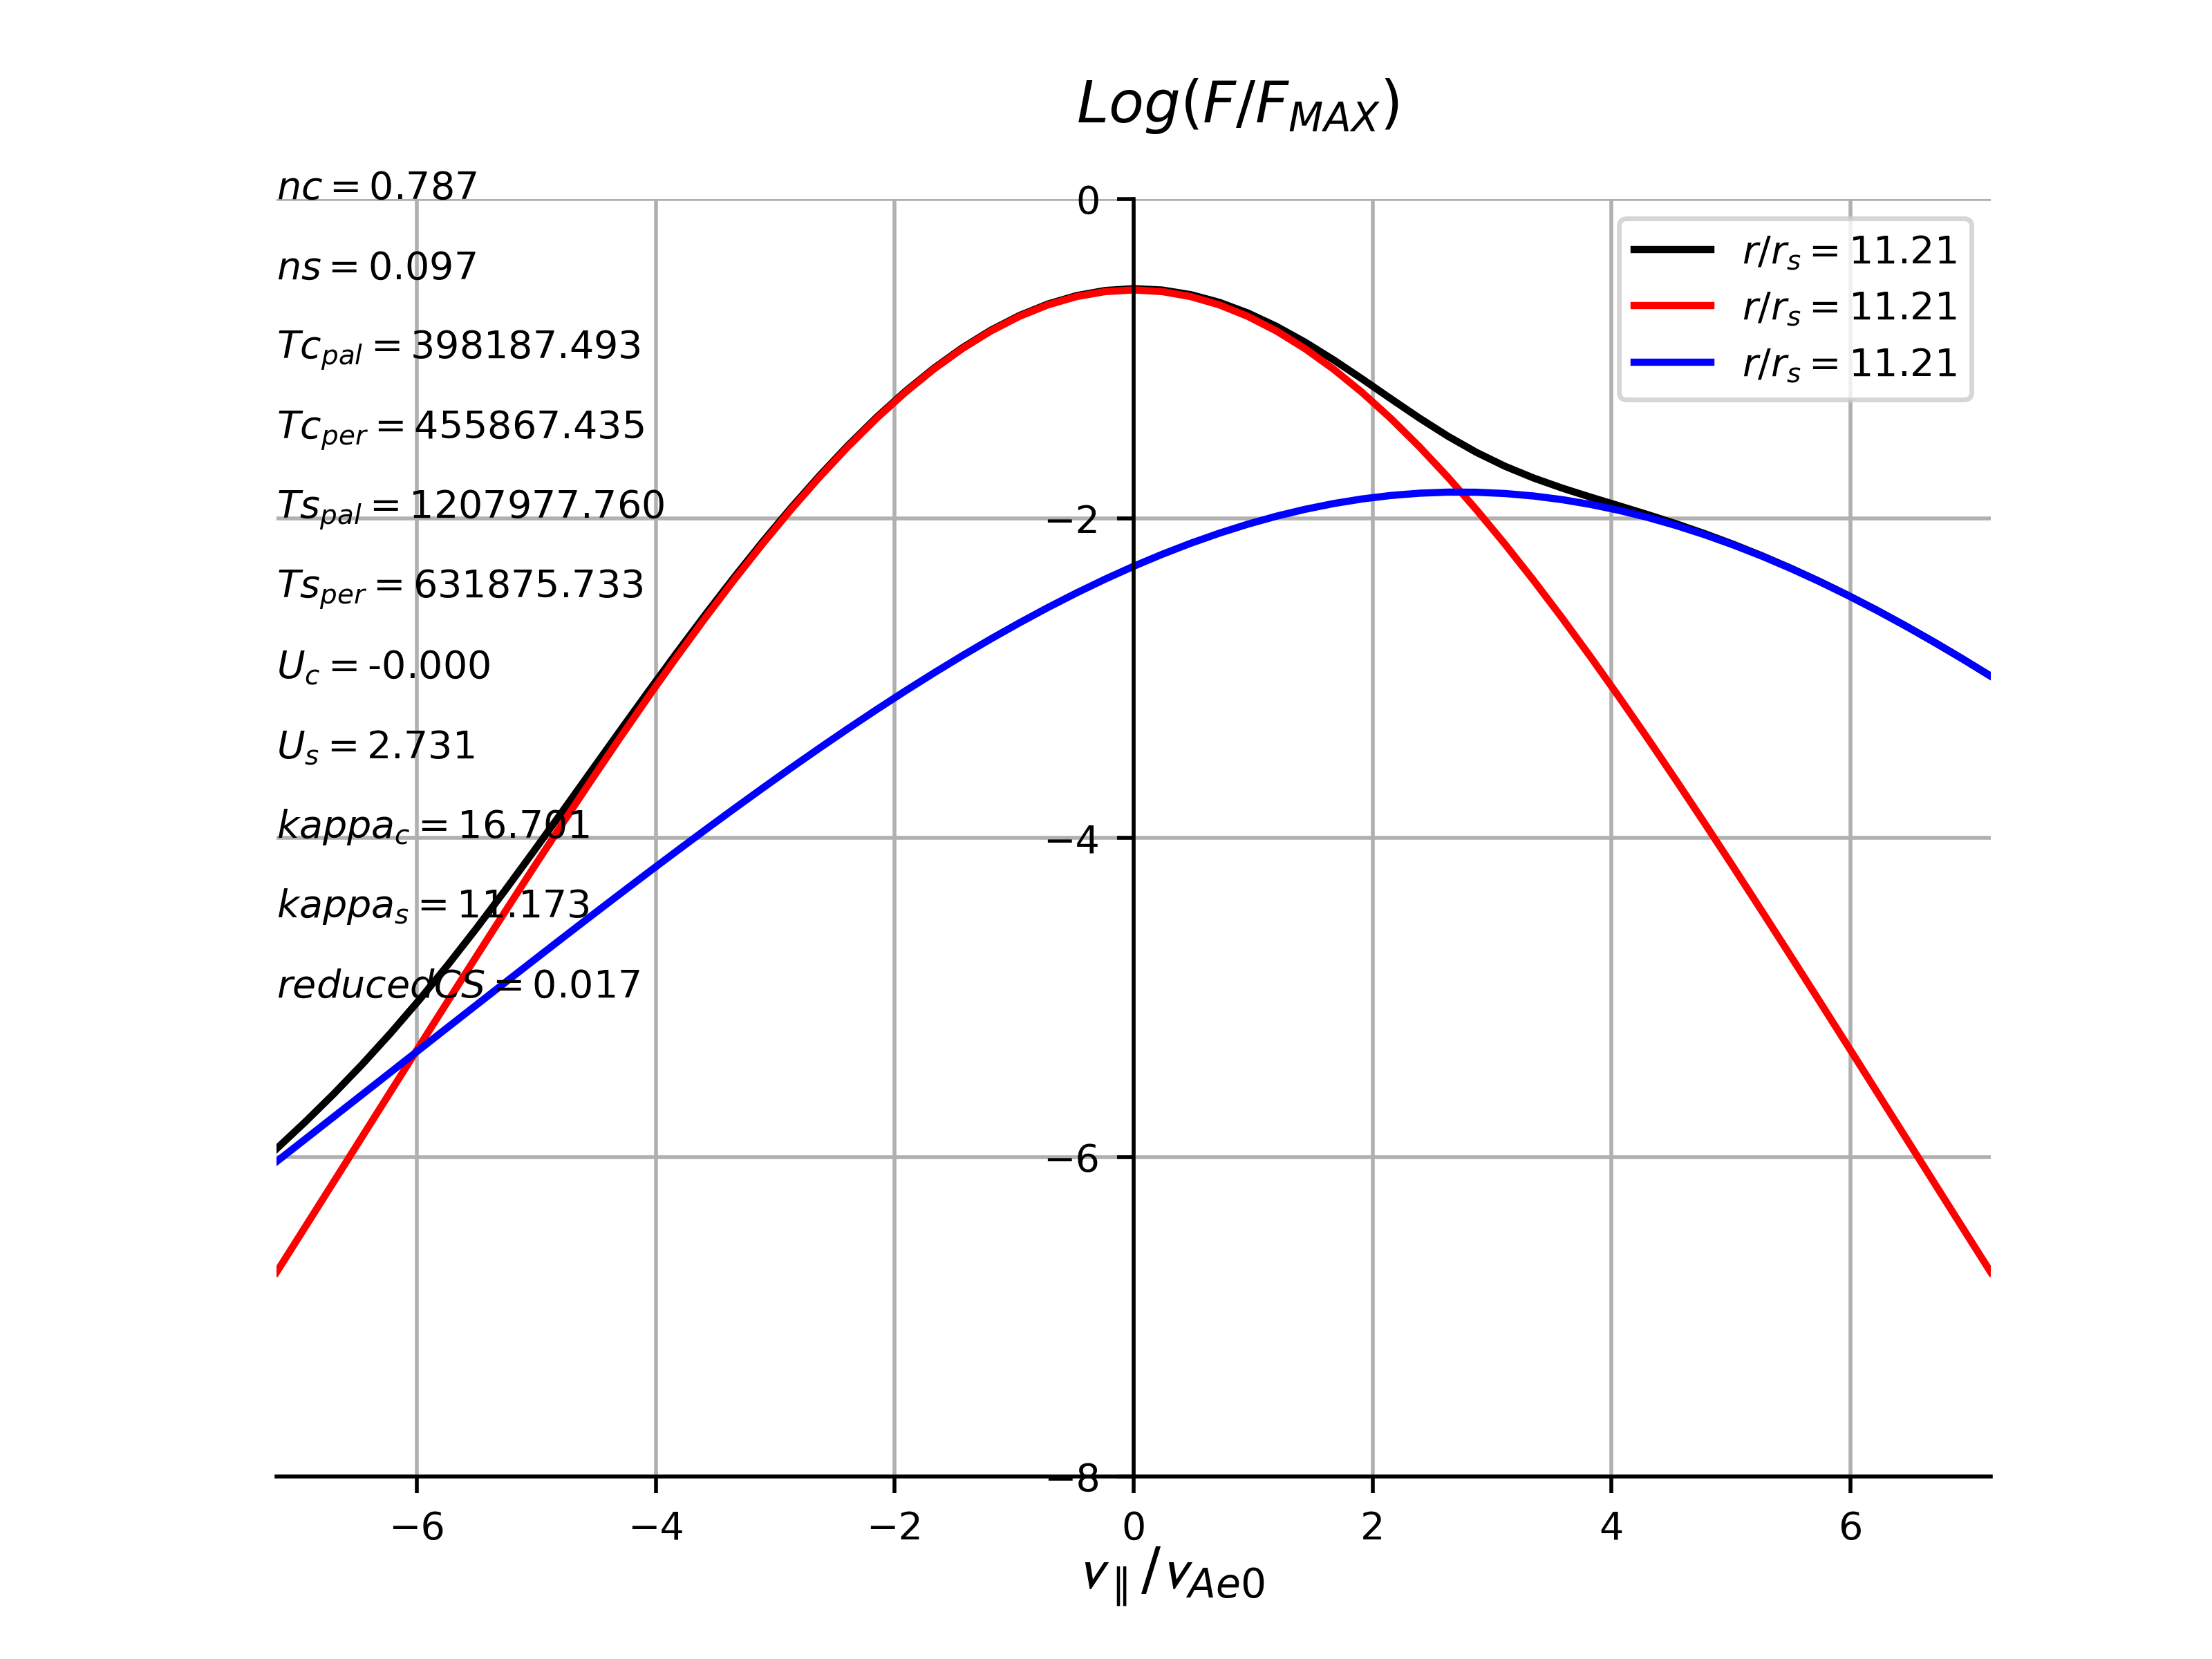 Log(F/F_MAX)
nc = 0.787
ns = 0.097
Tc_pal = 398187.493
Tc_per = 455867.435
Ts_pal = 1207977.760
Ts_per = 631875.733
U_c = -0.000
U_s = 2.731
kappa_c = 16.701
kappa_s = 11.173
reducedCS = 0.017
r/r_s = 11.21
r/r_s = 11.21
r/r_s = 11.21
0
−2
−4
−6
−8
−6 −4 −2 0 2 4 6
v_∥/v_Ae0